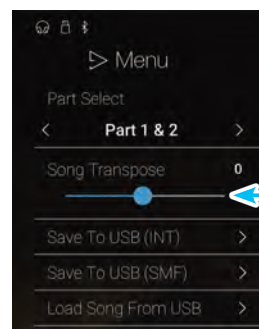 Menu
Part Select
< Part 1 & 2 >
Song Transpose 0
Save To USB (INT) >
Save To USB (SMF) >
Load Song From USB >